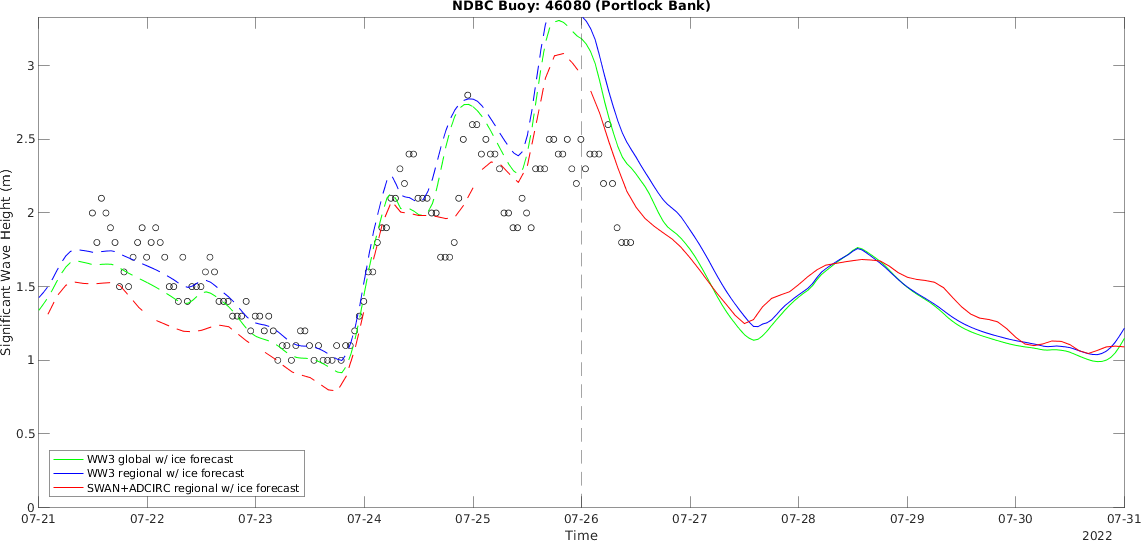 NDBC Buoy: 46080 (Portlock Bank)
3
2.5
2
1.5
1
0.5
0
Significant Wave Height (m)
WW3 global w/ ice forecast
WW3 regional w/ ice forecast
SWAN+ADCIRC regional w/ ice forecast
07-21 07-22 07-23 07-24 07-25 07-26 07-27 07-28 07-29 07-30 07-31
Time
2022